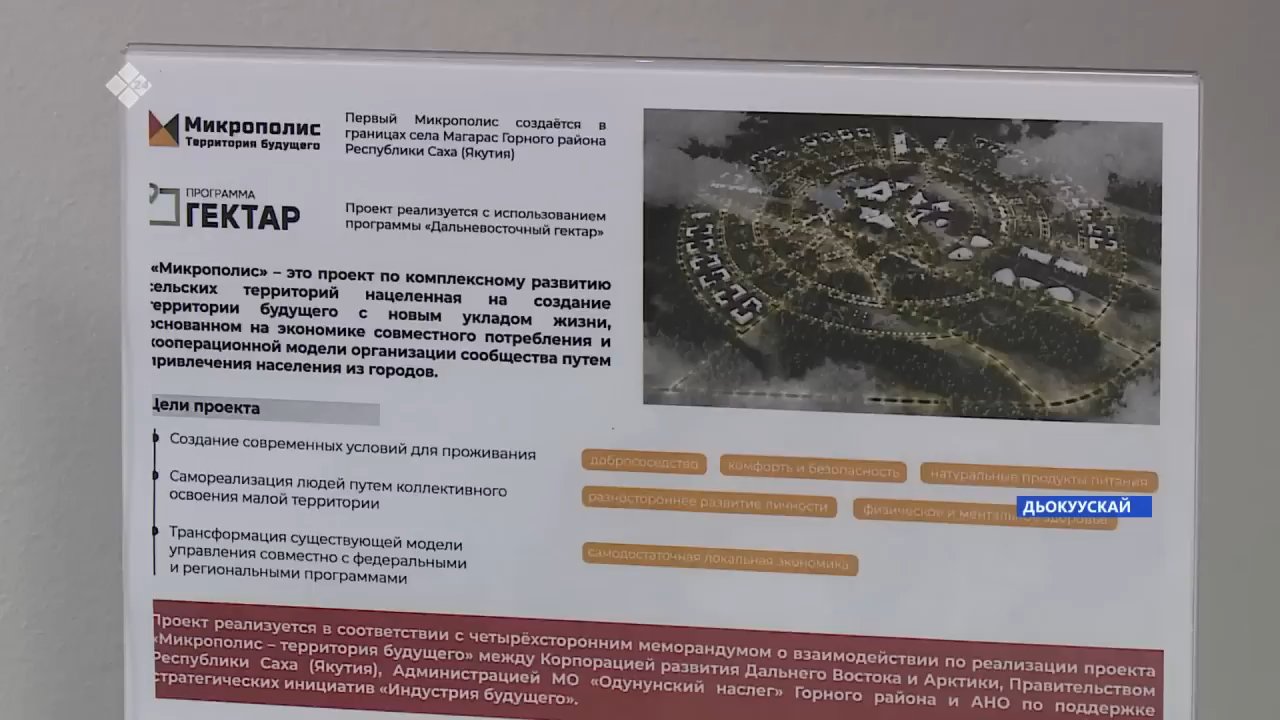 24
Микрополис
Территория будущего
Первый Микрополис создаётся в
границах села Магарас Горного района
Республики Саха (Якутия)
ПРОГРАММА
ГЕКТАР
Проект реализуется с использованием
программы «Дальневосточный гектар»
«Микрополис» – это проект по комплексному развитию
сельских территорий нацеленная на создание
территории будущего с новым укладом жизни,
основанном на экономике совместного потребления и
кооперационной модели организации сообщества путем
привлечения населения из городов.
Цели проекта
Создание современных условий для проживания
Самореализация людей путем коллективного
освоения малой территории
Трансформация существующей модели
управления совместно с федеральными
и региональными программами
добрососедство
комфорть и безопасность
натуральные продукты питания
разностороннее развитие личности
физическое и ментальное здоровье
ДЬОКУУСКАЙ
самодостаточная локальная экономика
Проект реализуется в соответствии с четырёхсторонним меморандумом о взаимодействии по реализации проекта
«Микрополис – территория будущего» между Корпорацией развития Дальнего Востока и Арктики, Правительством
Республики Саха (Якутия), Администрацией МО «Одунунский наслег» Горного района и АНО по поддержке
стратегических инициатив «Индустрия будущего».